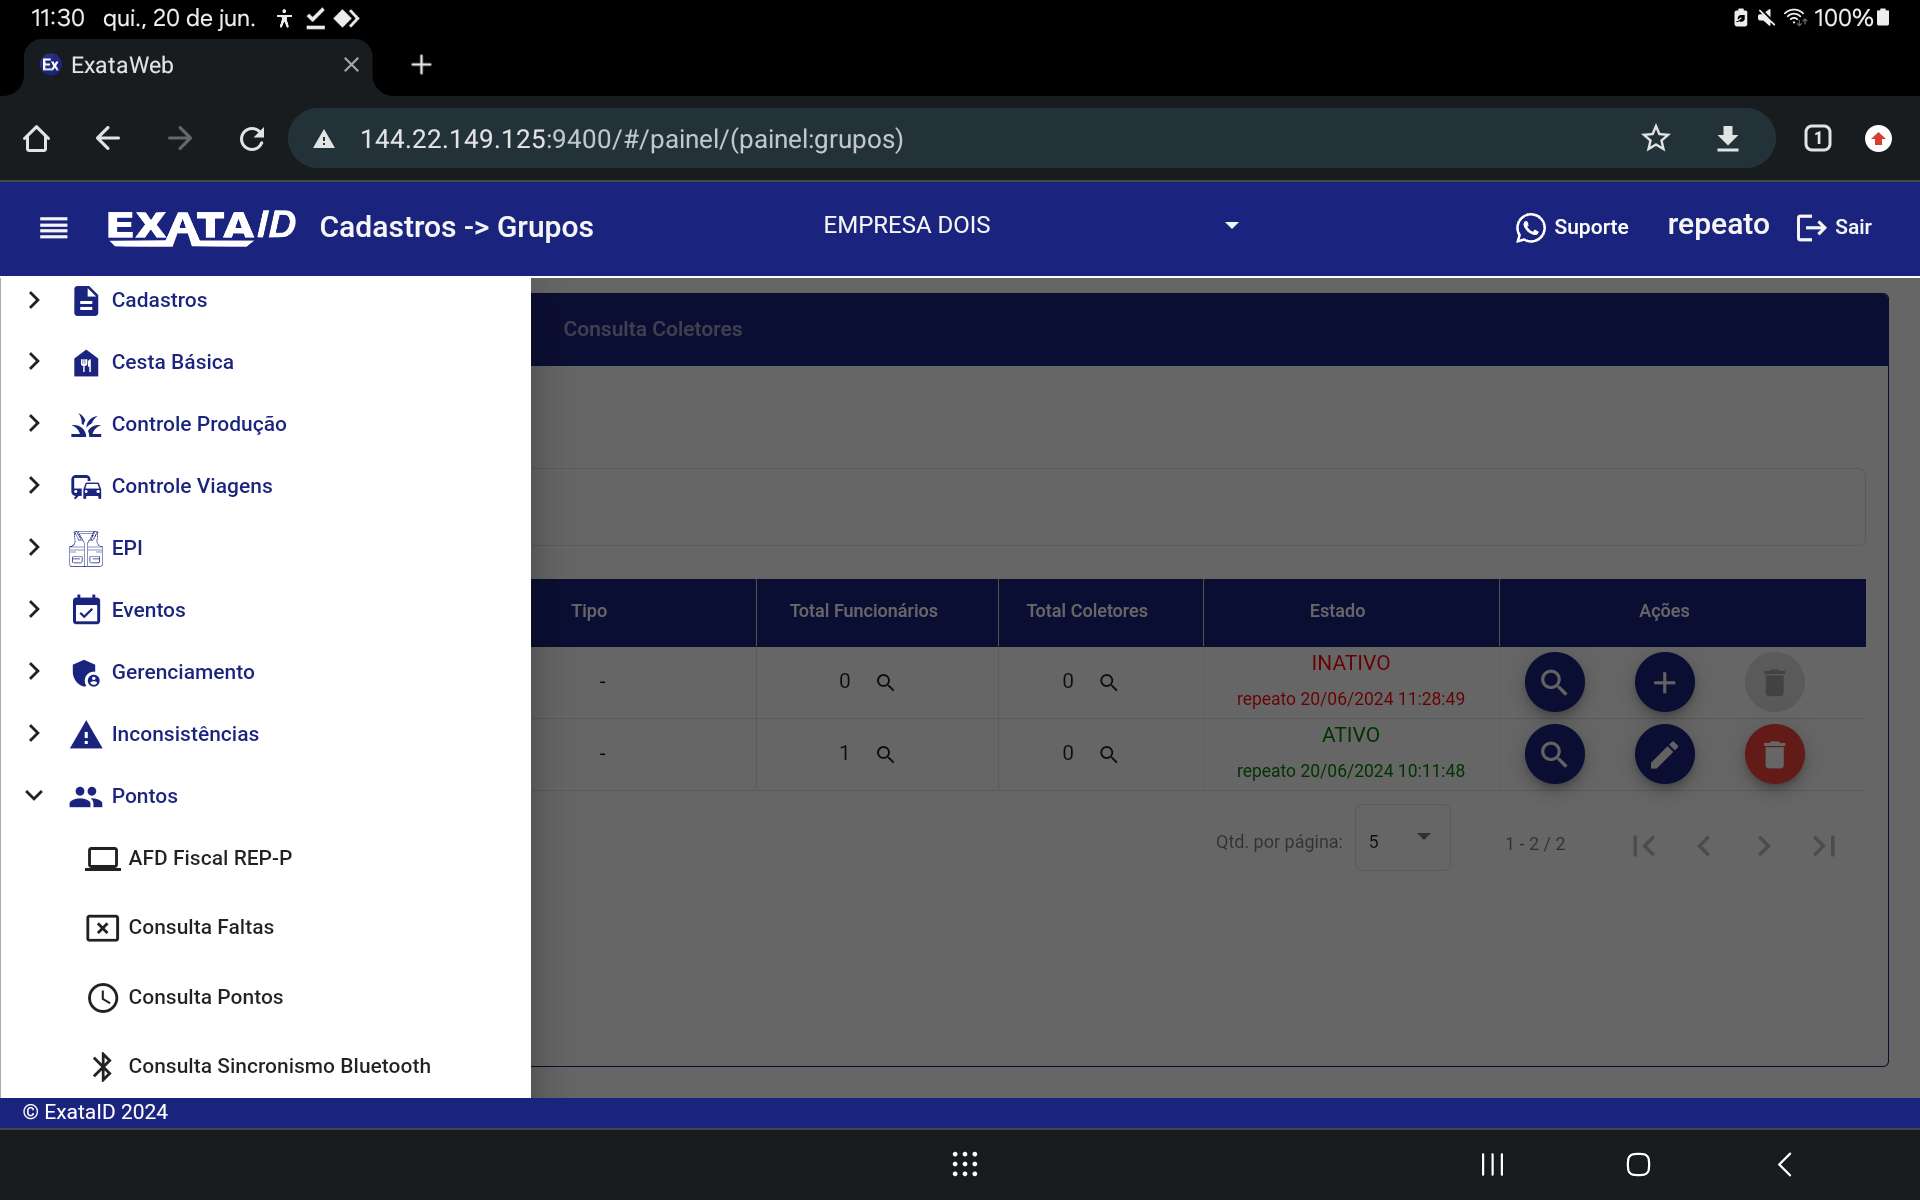 11:30 qui., 20 de jun. 100%
Ex ExataWeb
144.22.149.125:9400/#/painel/(painel:grupos) 1
EXATAID Cadastros -> Grupos EMPRESA DOIS Suporte repeato Sair
Cadastros
Cesta Básica
Controle Produção
Controle Viagens
EPI
Eventos
Gerenciamento
Inconsistências
Pontos
AFD Fiscal REP-P
Consulta Faltas
Consulta Pontos
Consulta Sincronismo Bluetooth
Consulta Coletores
Tipo Total Funcionários Total Coletores Estado Ações
- 0 0 INATIVO
repeato 20/06/2024 11:28:49
- 1 0 ATIVO
repeato 20/06/2024 10:11:48
Qtd. por página: 5 1 - 2 / 2
© ExataID 2024